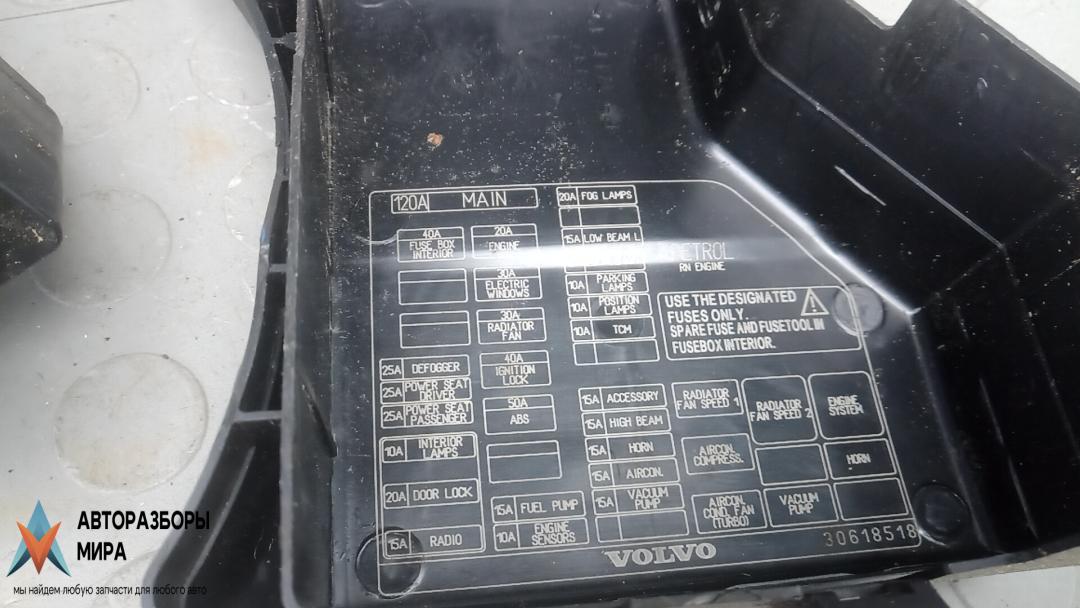 120A MAIN
40A
FUSE BOX
INTERIOR
25A DEFOGGER
25A POWER SEAT
DRIVER
25A POWER SEAT
PASSENGER
10A INTERIOR
LAMPS
20A DOOR LOCK
15A RADIO
20A
ENGINE
30A
ELECTRIC
WINDOWS
30A
RADIATOR
FAN
40A
IGNITION
LOCK
50A
ABS
15A FUEL PUMP
10A ENGINE
SENSORS
20A FOG LAMPS
15A LOW BEAM L
10A PARKING
LAMPS
10A POSITION
LAMPS
10A TCM
15A ACCESSORY
15A HIGH BEAM
15A HORN
15A AIRCON.
15A VACUUM
PUMP
PETROL
RN ENGINE
USE THE DESIGNATED
FUSES ONLY.
SPARE FUSE AND FUSETOOL IN
FUSEBOX INTERIOR.
RADIATOR
FAN SPEED 1
RADIATOR
FAN SPEED 2
ENGINE
SYSTEM
AIRCON.
COMPRESS.
HORN
AIRCON.
COND. FAN
(TURBO)
VACUUM
PUMP
VOLVO
30618518
АВТОРАЗБОРЫ
МИРА
мы найдем любую запчасти для любого авто